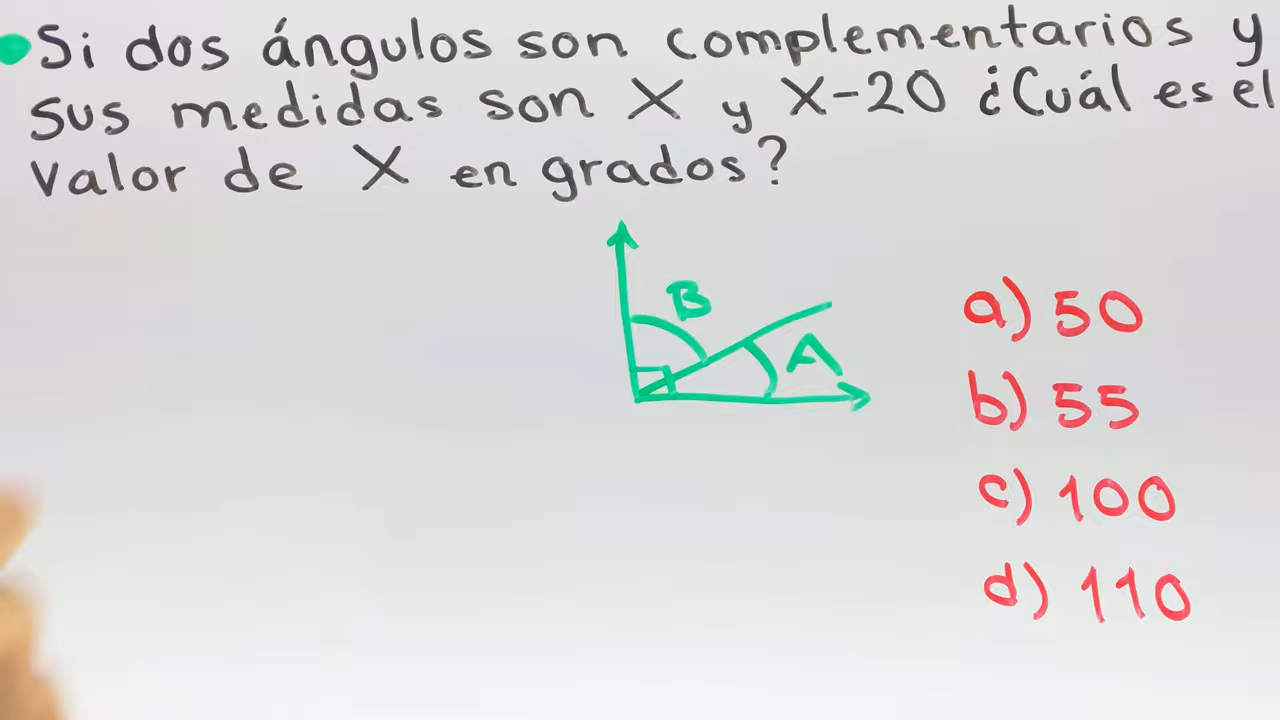 Si dos ángulos son complementarios y
sus medidas son X y X-20 ¿Cuál es el
valor de X en grados?
B
A
a) 50
b) 55
c) 100
d) 110